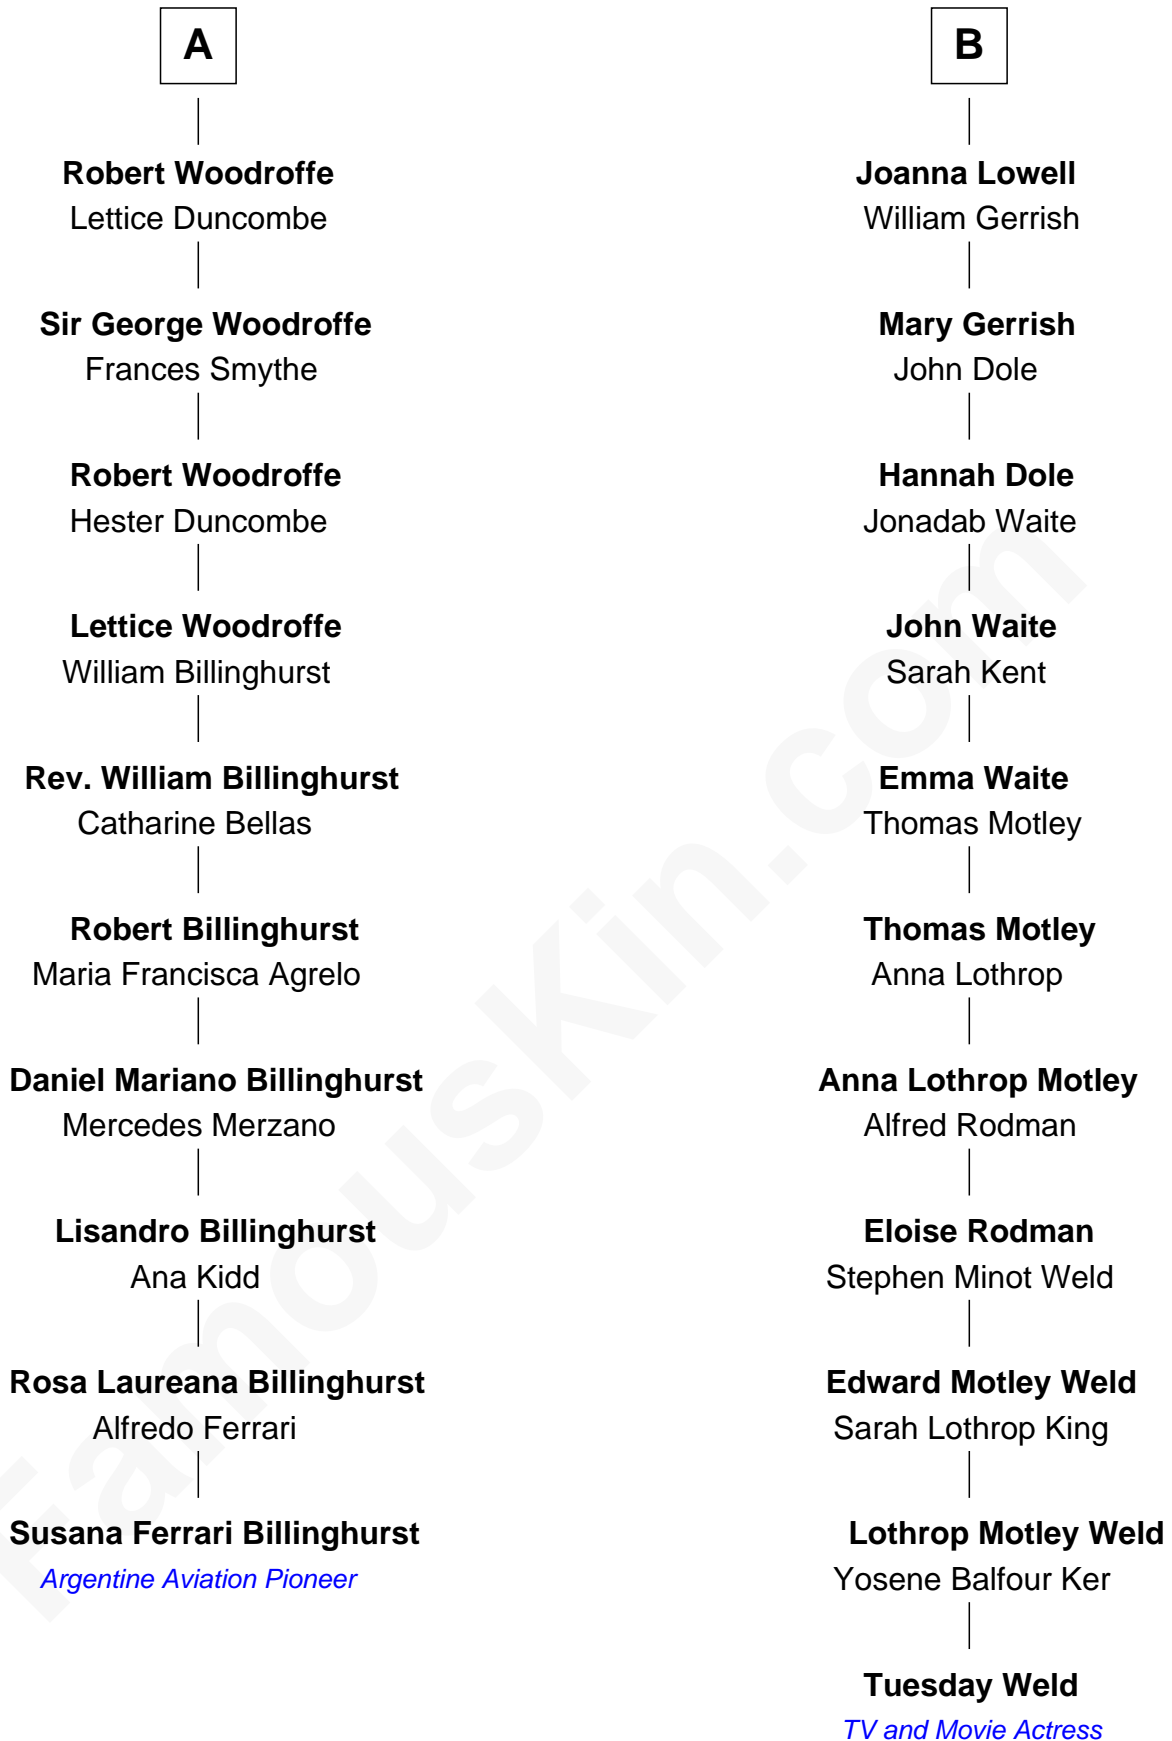 A
Robert Woodroffe
Lettice Duncombe
Sir George Woodroffe
Frances Smythe
Robert Woodroffe
Hester Duncombe
Lettice Woodroffe
William Billinghurst
Rev. William Billinghurst
Catharine Bellas
Robert Billinghurst
Maria Francisca Agrelo
Daniel Mariano Billinghurst
Mercedes Merzano
Lisandro Billinghurst
Ana Kidd
Rosa Laureana Billinghurst
Alfredo Ferrari
Susana Ferrari Billinghurst
Argentine Aviation Pioneer
B
Joanna Lowell
William Gerrish
Mary Gerrish
John Dole
Hannah Dole
Jonadab Waite
John Waite
Sarah Kent
Emma Waite
Thomas Motley
Thomas Motley
Anna Lothrop
Anna Lothrop Motley
Alfred Rodman
Eloise Rodman
Stephen Minot Weld
Edward Motley Weld
Sarah Lothrop King
Lothrop Motley Weld
Yosene Balfour Ker
Tuesday Weld
TV and Movie Actress
FamousKin.com